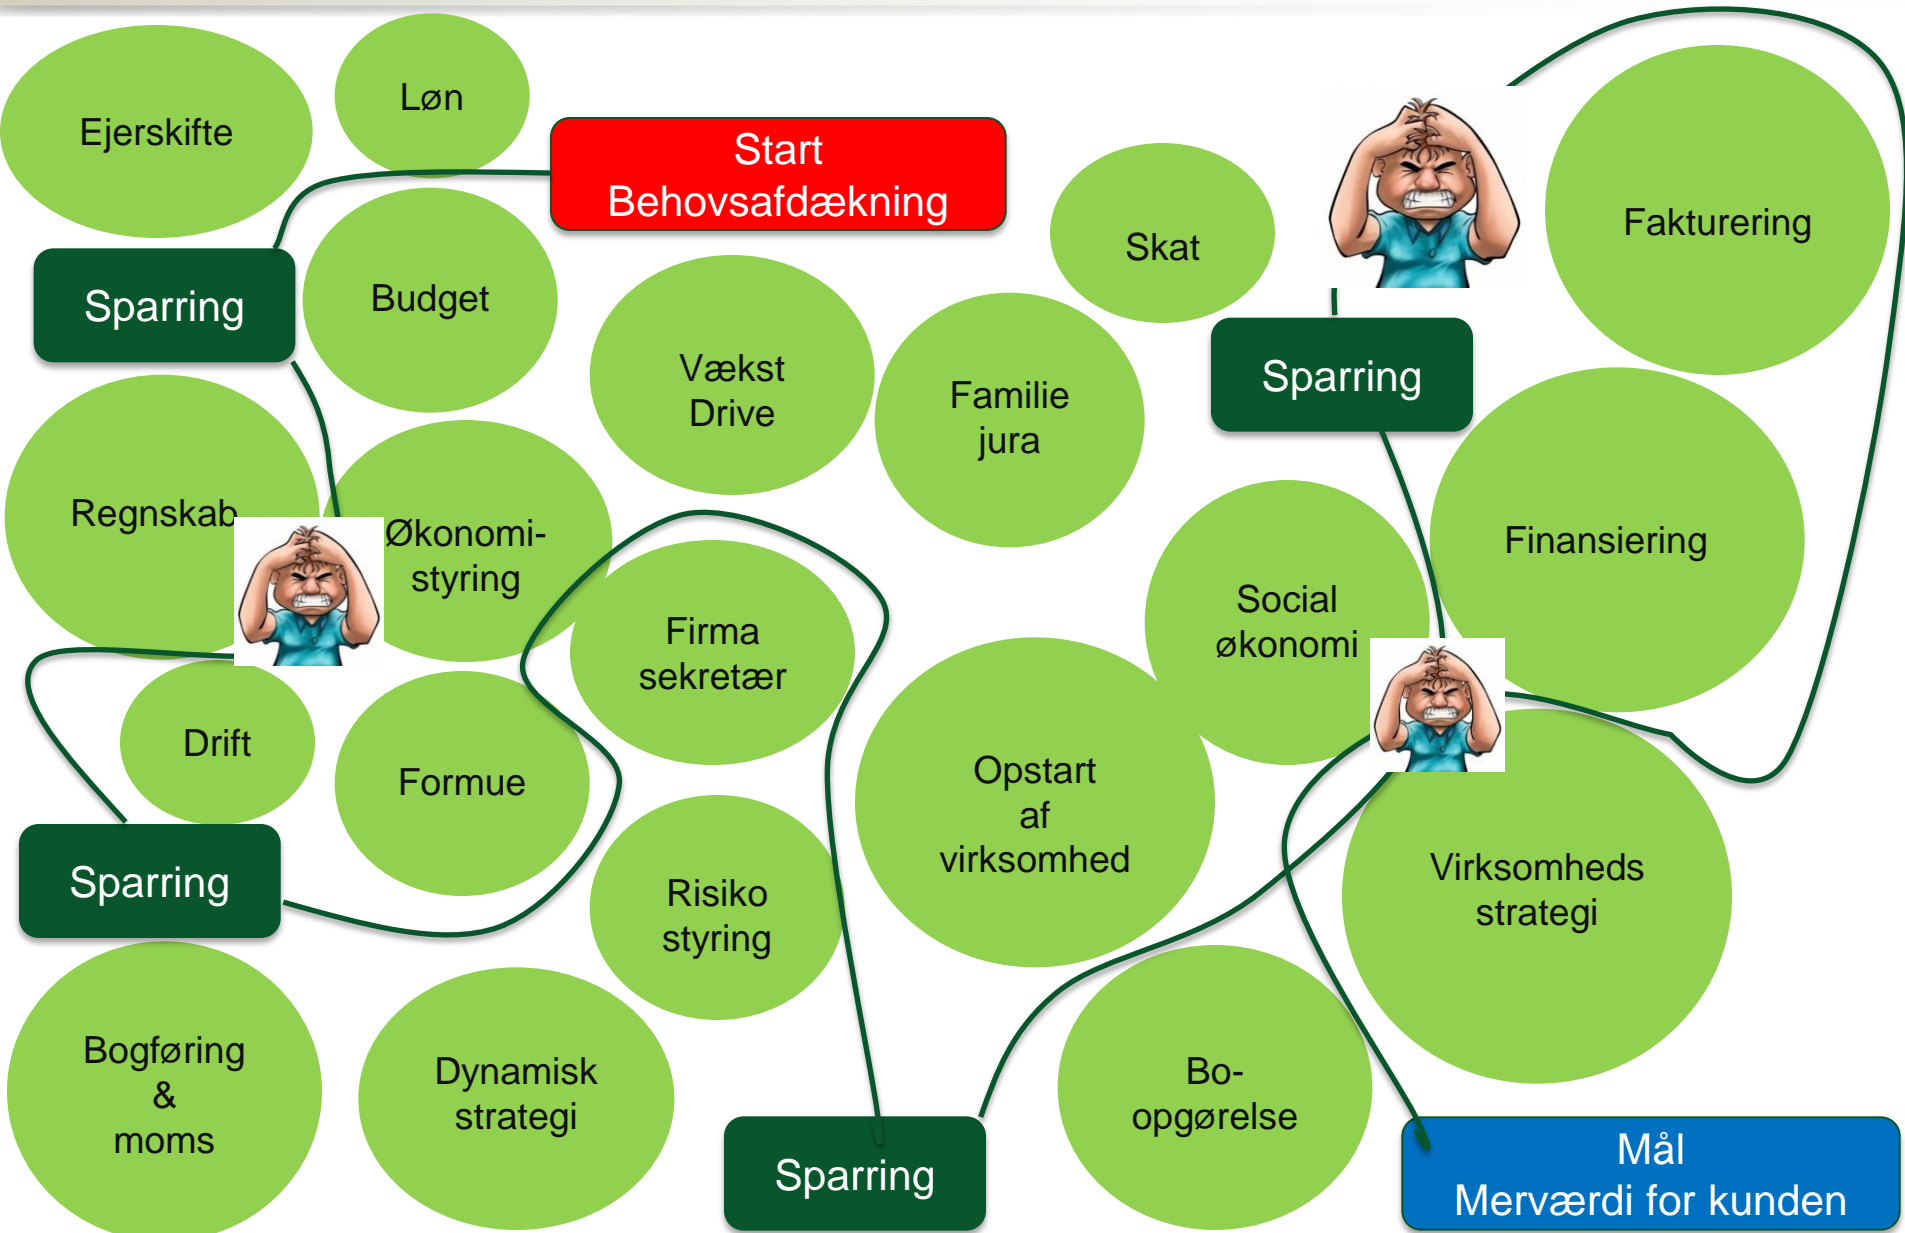 Ejerskifte
Løn
Start
Behovsafdækning
Skat
Fakturering
Sparring
Budget
Vækst
Drive
Familie
jura
Sparring
Regnskab
Økonomi-
styring
Finansiering
Firma
sekretær
Social
økonomi
Drift
Formue
Opstart
af
virksomhed
Sparring
Risiko
styring
Virksomheds
strategi
Bogføring
&
moms
Dynamisk
strategi
Bo-
opgørelse
Sparring
Mål
Merværdi for kunden